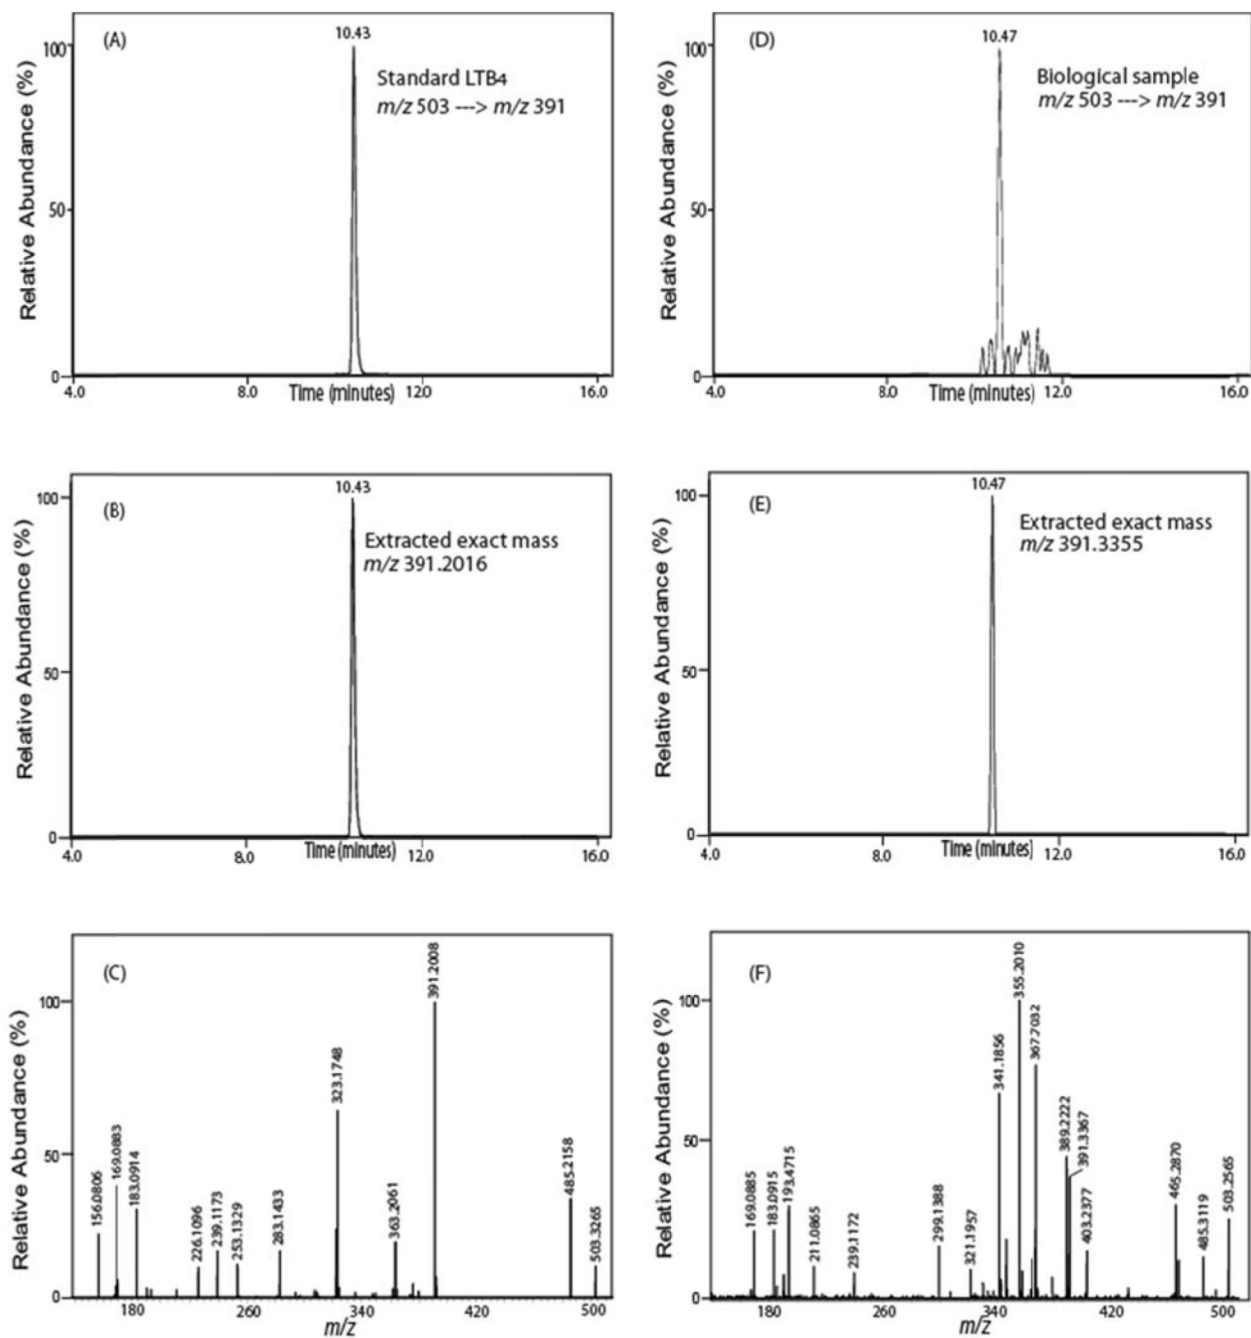 (A)
10.43
Standard LTB4
m/z 503 ---> m/z 391
Relative Abundance (%)
100
50
0
4.0
8.0
12.0
16.0
Time (minutes)
(D)
10.47
Biological sample
m/z 503 ---> m/z 391
Relative Abundance (%)
100
50
0
4.0
8.0
12.0
16.0
Time (minutes)
(B)
10.43
Extracted exact mass
m/z 391.2016
Relative Abundance (%)
100
50
0
4.0
8.0
12.0
16.0
Time (minutes)
(E)
10.47
Extracted exact mass
m/z 391.3355
Relative Abundance (%)
100
50
0
4.0
8.0
12.0
16.0
Time (minutes)
(C)
Relative Abundance (%)
100
50
0
156.0806
169.0883
183.0914
226.1096
239.1173
253.1329
283.1433
323.1748
363.2061
391.2008
485.2158
503.3265
180
260
340
420
500
m/z
(F)
Relative Abundance (%)
100
50
0
169.0885
183.0915
193.4715
211.0865
239.1172
299.1388
321.1957
341.1856
355.2010
367.7032
389.2222
391.3367
403.2377
465.2870
485.3119
503.2565
180
260
340
420
500
m/z